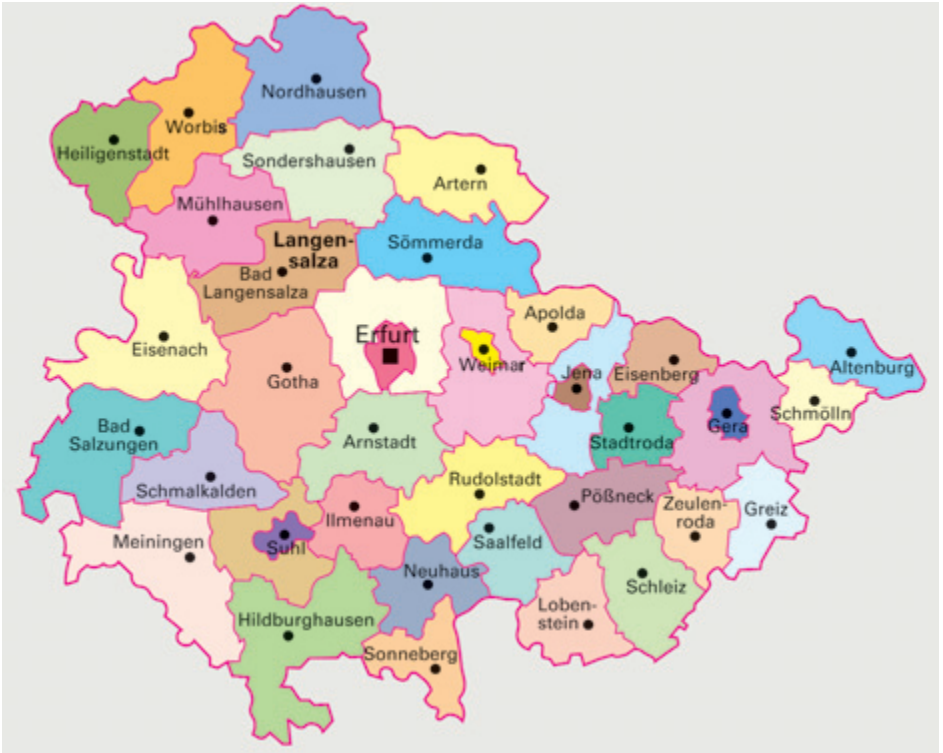 Nordhausen
Worbis
Heiligenstadt
Sondershausen
Artern
Mühlhausen
Langen-
salza
Bad
Langensalza
Sömmerda
Apolda
Erfurt
Eisenach
Weimar
Gotha
Jena
Eisenberg
Altenburg
Schmölln
Gera
Bad
Salzungen
Arnstadt
Stadtroda
Schmalkalden
Rudolstadt
Pößneck
Zeulen-
roda
Greiz
Ilmenau
Meiningen
Suhl
Saalfeld
Neuhaus
Schleiz
Loben-
stein
Hildburghausen
Sonneberg